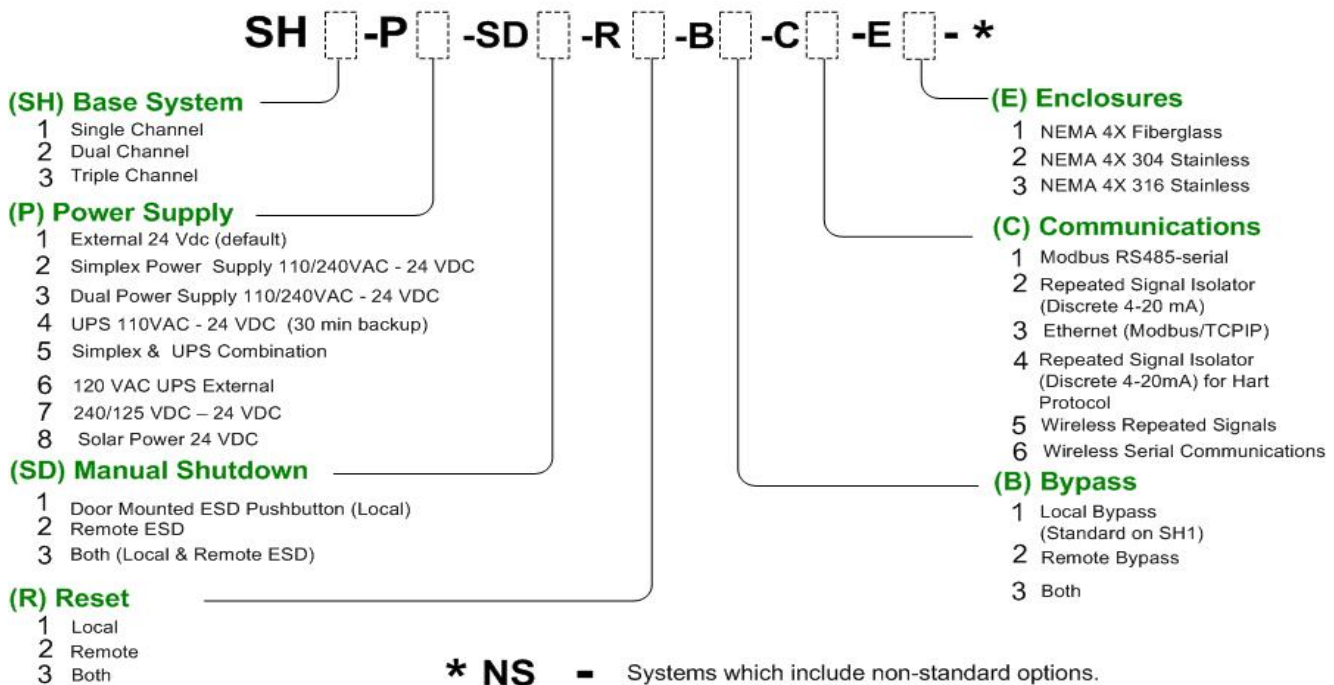 SH -P -SD -R -B -C -E - *
(SH) Base System
1 Single Channel
2 Dual Channel
3 Triple Channel
(P) Power Supply
1 External 24 Vdc (default)
2 Simplex Power Supply 110/240VAC - 24 VDC
3 Dual Power Supply 110/240VAC - 24 VDC
4 UPS 110VAC - 24 VDC (30 min backup)
5 Simplex & UPS Combination
6 120 VAC UPS External
7 240/125 VDC – 24 VDC
8 Solar Power 24 VDC
(SD) Manual Shutdown
1 Door Mounted ESD Pushbutton (Local)
2 Remote ESD
3 Both (Local & Remote ESD)
(R) Reset
1 Local
2 Remote
3 Both
(E) Enclosures
1 NEMA 4X Fiberglass
2 NEMA 4X 304 Stainless
3 NEMA 4X 316 Stainless
(C) Communications
1 Modbus RS485-serial
2 Repeated Signal Isolator
(Discrete 4-20 mA)
3 Ethernet (Modbus/TCPIP)
4 Repeated Signal Isolator
(Discrete 4-20mA) for Hart
Protocol
5 Wireless Repeated Signals
6 Wireless Serial Communications
(B) Bypass
1 Local Bypass
(Standard on SH1)
2 Remote Bypass
3 Both
* NS - Systems which include non-standard options.